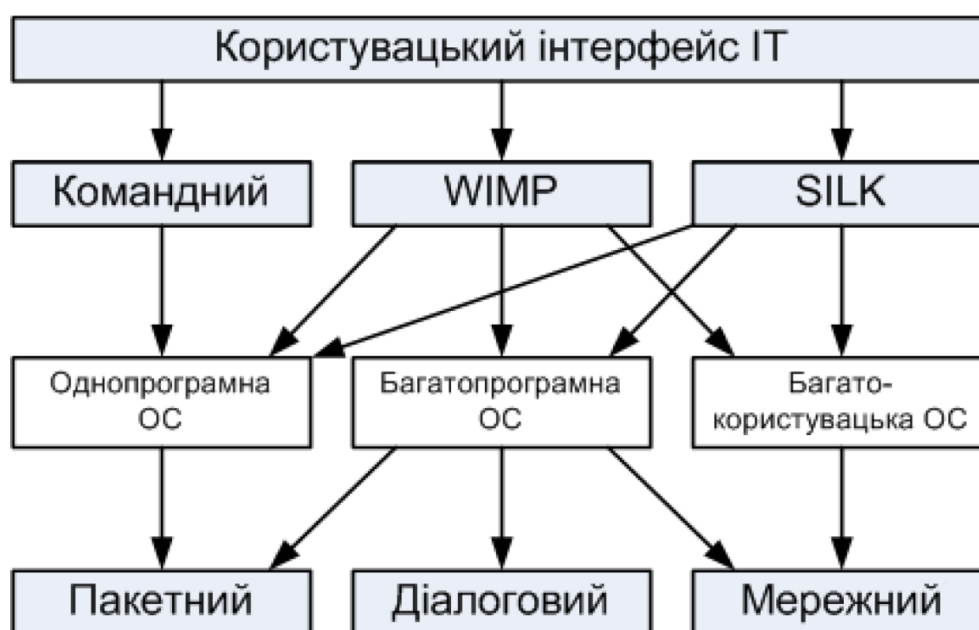 Користувацький інтерфейс ІТ
Командний
WIMP
SILK
Однопрограмна
ОС
Багатопрограмна
ОС
Багато-
користувацька ОС
Пакетний
Діалоговий
Мережний